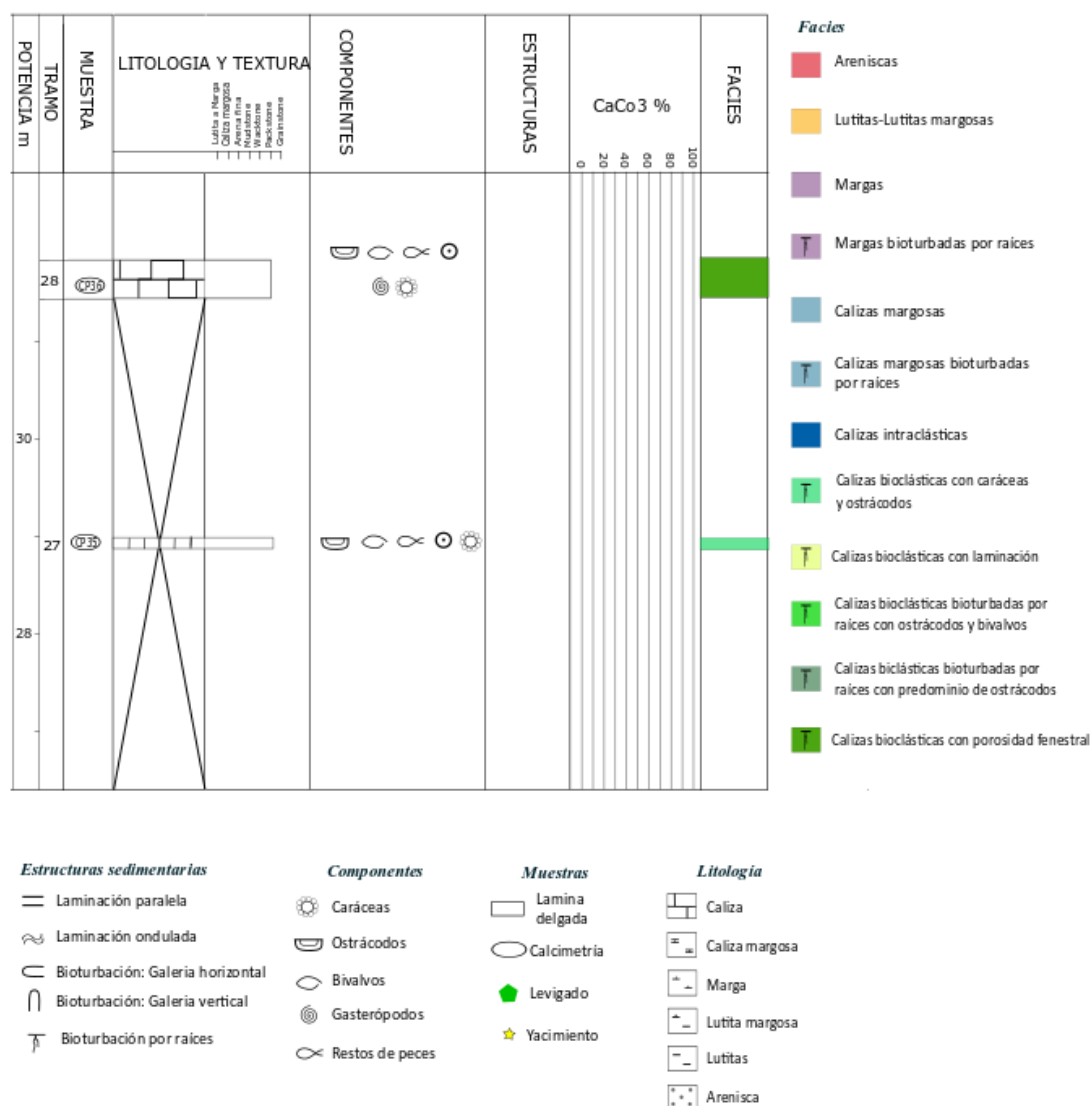 POTENCIA m
TRAMO
MUESTRA
LITOLOGIA Y TEXTURA
Lutita a Marga
Caliza margosa
Arena fina
Mudstone
Wackstone
Packstone
Grainstone
COMPONENTES
ESTRUCTURAS
CaCo3 %
0 20 40 60 80 100
FACIES
28
CP36
30
27
CP35
28
Facies
Areniscas
Lutitas-Lutitas margosas
Margas
Margas bioturbadas por raíces
Calizas margosas
Calizas margosas bioturbadas
por raíces
Calizas intraclásticas
Calizas bioclásticas con caráceas
y ostrácodos
Calizas bioclásticas con laminación
Calizas bioclásticas bioturbadas por
raíces con ostrácodos y bivalvos
Calizas biclásticas bioturbadas por
raíces con predominio de ostrácodos
Calizas bioclásticas con porosidad fenestral
Estructuras sedimentarias
Laminación paralela
Laminación ondulada
Bioturbación: Galeria horizontal
Bioturbación: Galeria vertical
Bioturbación por raíces
Componentes
Caráceas
Ostrácodos
Bivalvos
Gasterópodos
Restos de peces
Muestras
Lamina
delgada
Calcimetría
Levigado
Yacimiento
Litología
Caliza
Caliza margosa
Marga
Lutita margosa
Lutitas
Arenisca